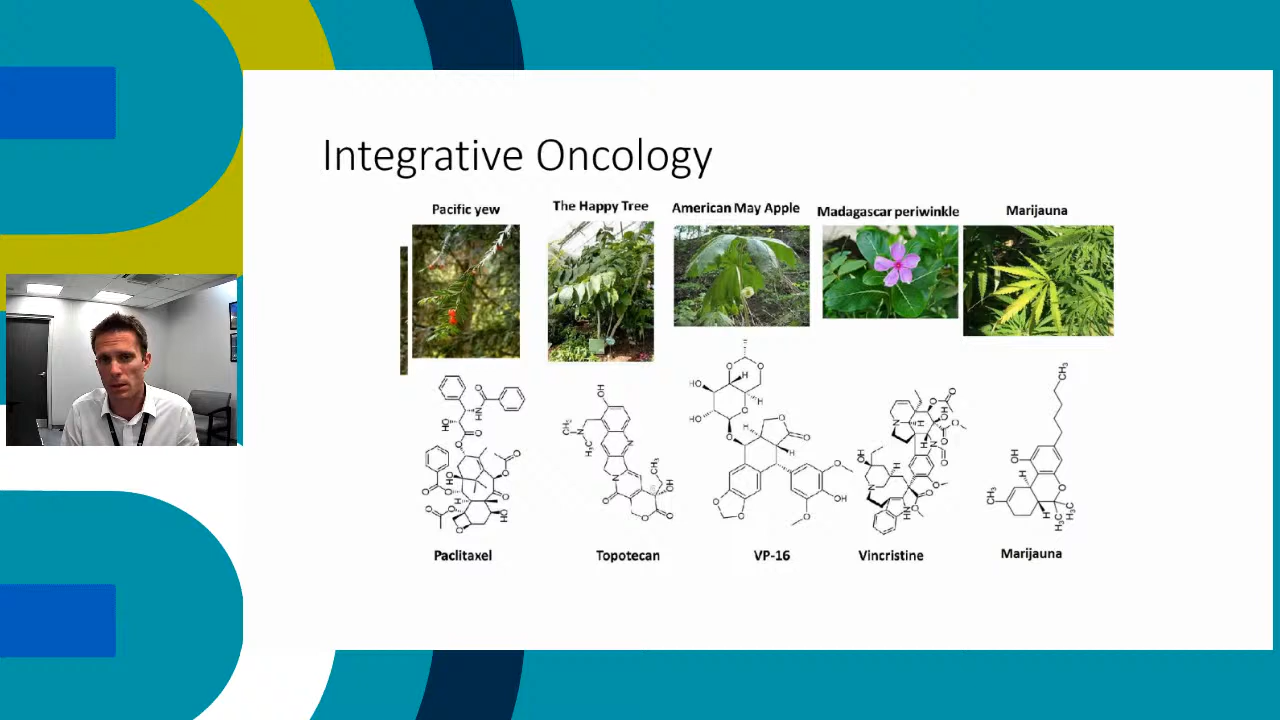 Integrative Oncology
Pacific yew
The Happy Tree
American May Apple
Madagascar periwinkle
Marijauna
Paclitaxel
Topotecan
VP-16
Vincristine
Marijauna